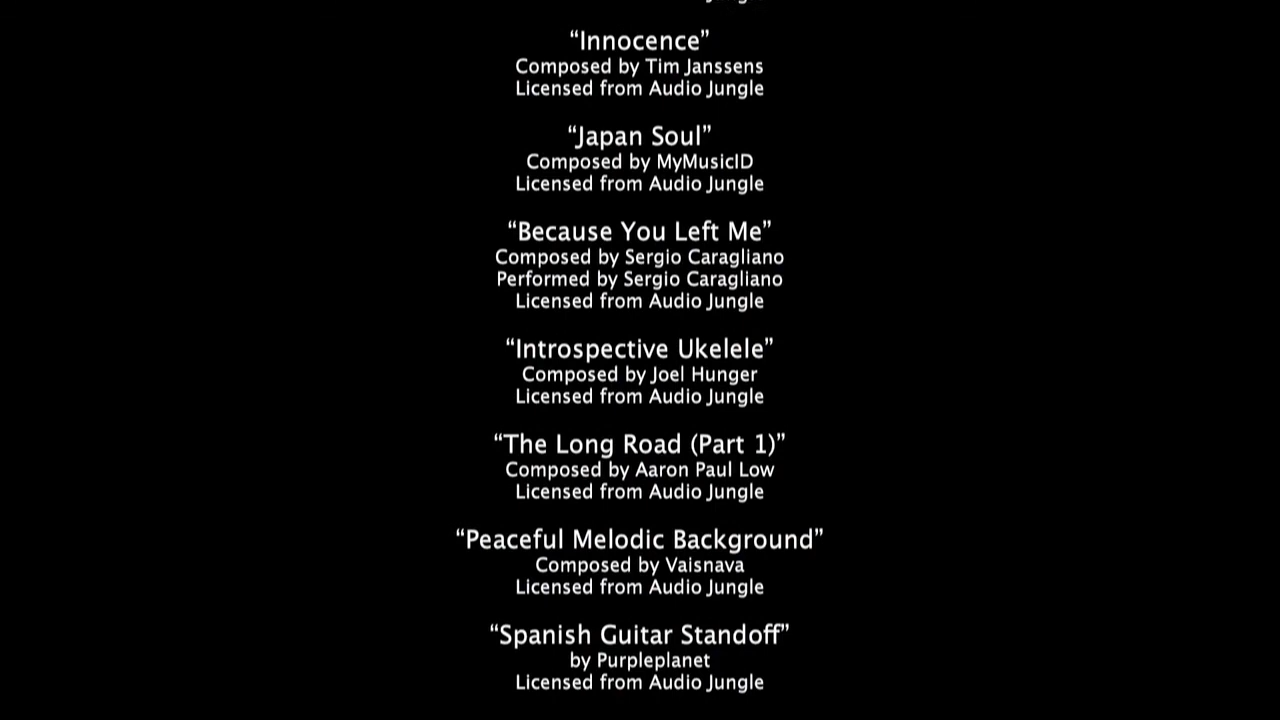 “Innocence”
Composed by Tim Janssens
Licensed from Audio Jungle
“Japan Soul”
Composed by MyMusicID
Licensed from Audio Jungle
“Because You Left Me”
Composed by Sergio Caragliano
Performed by Sergio Caragliano
Licensed from Audio Jungle
“Introspective Ukelele”
Composed by Joel Hunger
Licensed from Audio Jungle
“The Long Road (Part 1)”
Composed by Aaron Paul Low
Licensed from Audio Jungle
“Peaceful Melodic Background”
Composed by Vaisnava
Licensed from Audio Jungle
“Spanish Guitar Standoff”
by Purpleplanet
Licensed from Audio Jungle